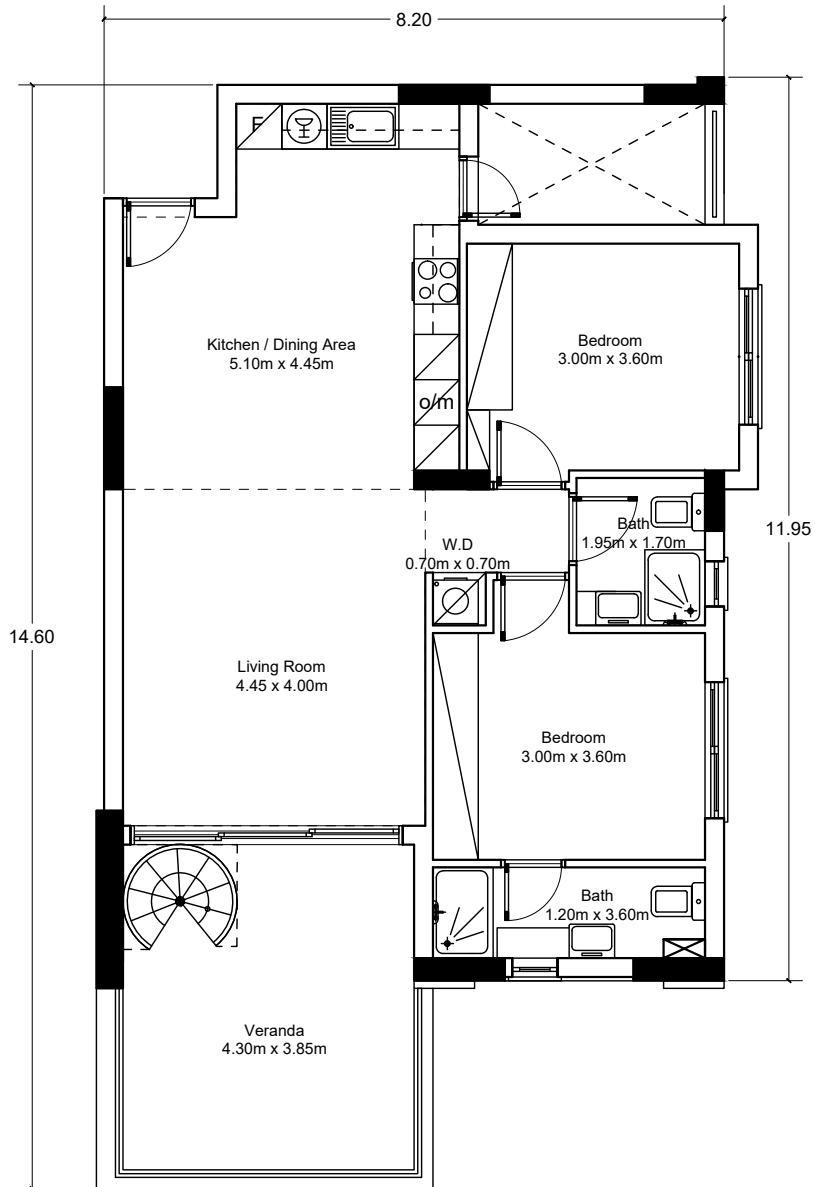 8.20
F
Kitchen / Dining Area
5.10m x 4.45m
Bedroom
3.00m x 3.60m
o/m
11.95
Bath
1.95m x 1.70m
W.D
0.70m x 0.70m
14.60
Living Room
4.45 x 4.00m
Bedroom
3.00m x 3.60m
Bath
1.20m x 3.60m
Veranda
4.30m x 3.85m